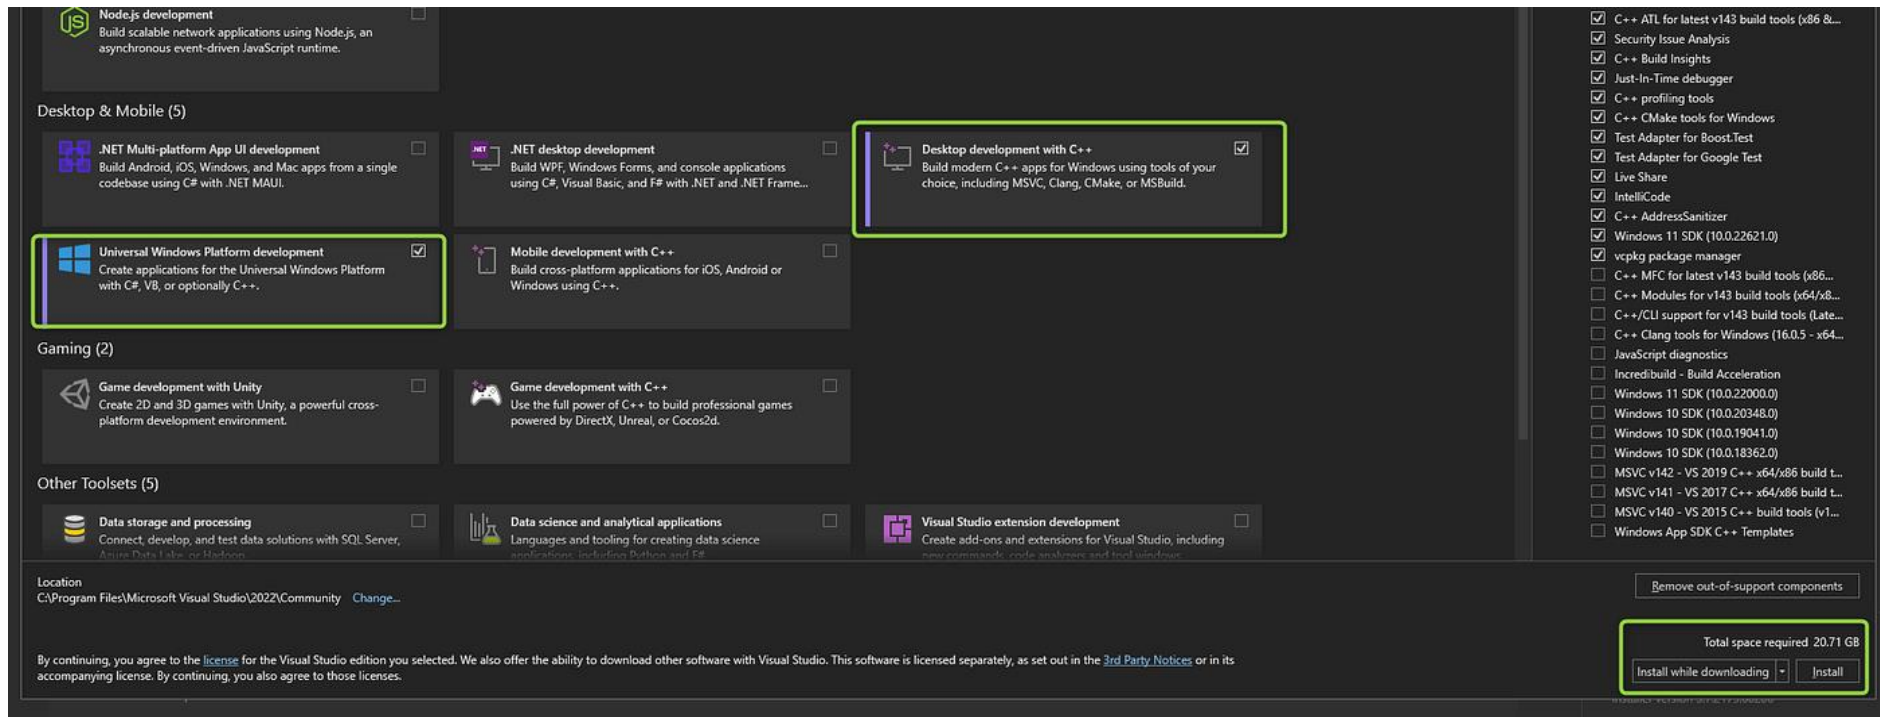 Node.js development
Build scalable network applications using Node.js, an
asynchronous event-driven JavaScript runtime.
Desktop & Mobile (5)
.NET Multi-platform App UI development
Build Android, iOS, Windows, and Mac apps from a single
codebase using C# with .NET MAUI.
.NET
.NET desktop development
Build WPF, Windows Forms, and console applications
using C#, Visual Basic, and F# with .NET and .NET Frame...
Desktop development with C++
Build modern C++ apps for Windows using tools of your
choice, including MSVC, Clang, CMake, or MSBuild.
Universal Windows Platform development
Create applications for the Universal Windows Platform
with C#, VB, or optionally C++.
Mobile development with C++
Build cross-platform applications for iOS, Android or
Windows using C++.
Gaming (2)
Game development with Unity
Create 2D and 3D games with Unity, a powerful cross-
platform development environment.
Game development with C++
Use the full power of C++ to build professional games
powered by DirectX, Unreal, or Cocos2d.
Other Toolsets (5)
Data storage and processing
Connect, develop, and test data solutions with SQL Server,
Azure Data Lake, or Hadoop.
Data science and analytical applications
Languages and tooling for creating data science
applications, including Python and F#.
Visual Studio extension development
Create add-ons and extensions for Visual Studio, including
new commands, code analyzers and tool windows.
C++ ATL for latest v143 build tools (x86 &...
Security Issue Analysis
C++ Build Insights
Just-In-Time debugger
C++ profiling tools
C++ CMake tools for Windows
Test Adapter for Boost.Test
Test Adapter for Google Test
Live Share
IntelliCode
C++ AddressSanitizer
Windows 11 SDK (10.0.22621.0)
vcpkg package manager
C++ MFC for latest v143 build tools (x86...
C++ Modules for v143 build tools (x64/x8...
C++/CLI support for v143 build tools (Late...
C++ Clang tools for Windows (16.0.5 - x64...
JavaScript diagnostics
Incredibuild - Build Acceleration
Windows 11 SDK (10.0.22000.0)
Windows 10 SDK (10.0.20348.0)
Windows 10 SDK (10.0.19041.0)
Windows 10 SDK (10.0.18362.0)
MSVC v142 - VS 2019 C++ x64/x86 build t...
MSVC v141 - VS 2017 C++ x64/x86 build t...
MSVC v140 - VS 2015 C++ build tools (v1...
Windows App SDK C++ Templates
Location
C:\Program Files\Microsoft Visual Studio\2022\Community Change...
Remove out-of-support components
Total space required 20.71 GB
By continuing, you agree to the license for the Visual Studio edition you selected. We also offer the ability to download other software with Visual Studio. This software is licensed separately, as set out in the 3rd Party Notices or in its
accompanying license. By continuing, you also agree to those licenses.
Install while downloading
Install